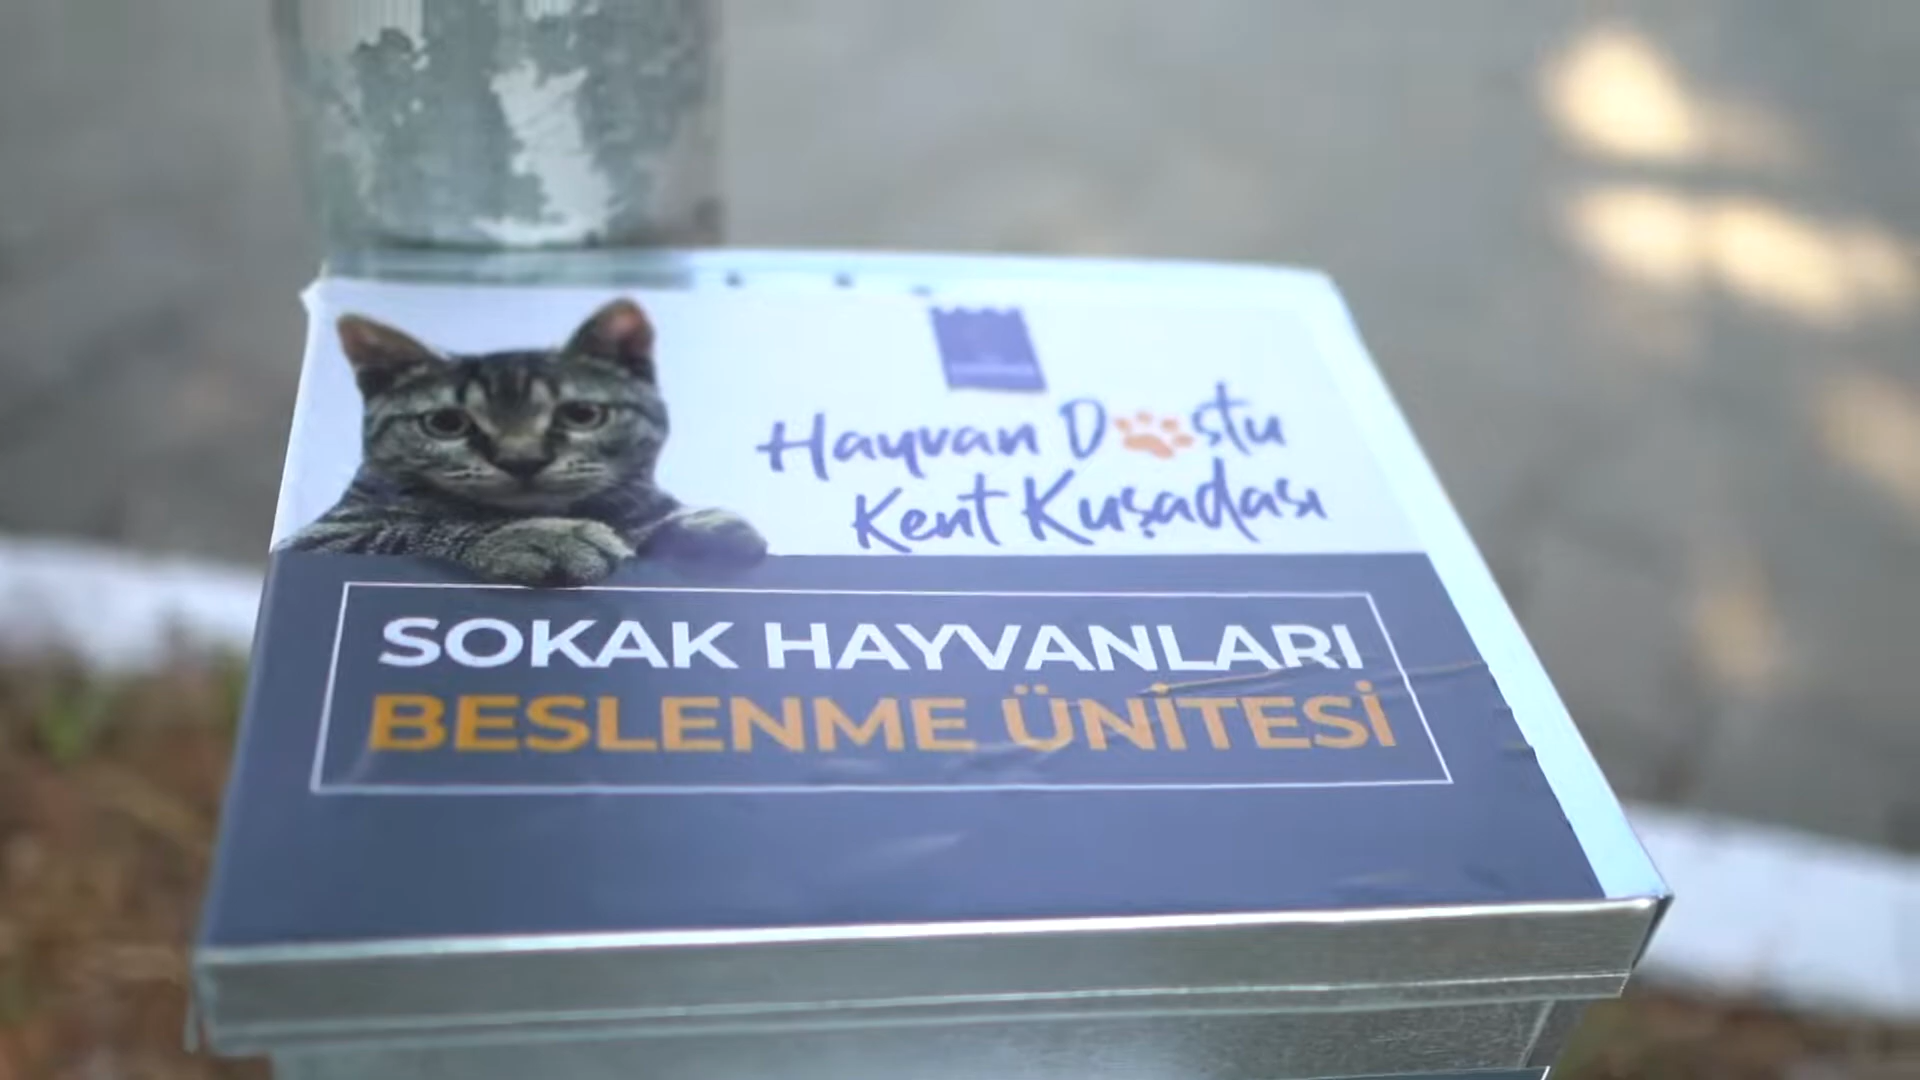 Hayvan Dostu
Kent Kuşadası
SOKAK HAYVANLARI
BESLENME ÜNİTESİ